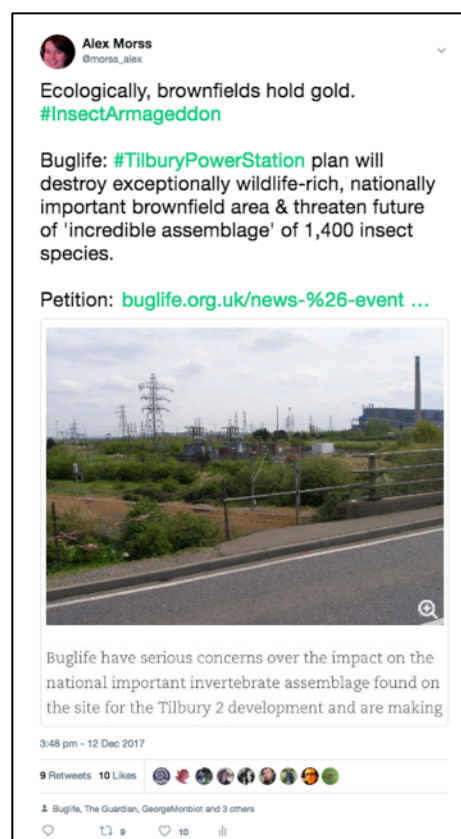 Alex Morss
@morss_alex
Ecologically, brownfields hold gold.
#InsectArmageddon
Buglife: #TilburyPowerStation plan will
destroy exceptionally wildlife-rich, nationally
important brownfield area & threaten future
of 'incredible assemblage' of 1,400 insect
species.
Petition: buglife.org.uk/news-%26-event ...
Buglife have serious concerns over the impact on the
national important invertebrate assemblage found on
the site for the Tilbury 2 development and are making
3:48 pm - 12 Dec 2017
9 Retweets 10 Likes
Buglife, The Guardian, GeorgeMonbiot and 3 others
9 10